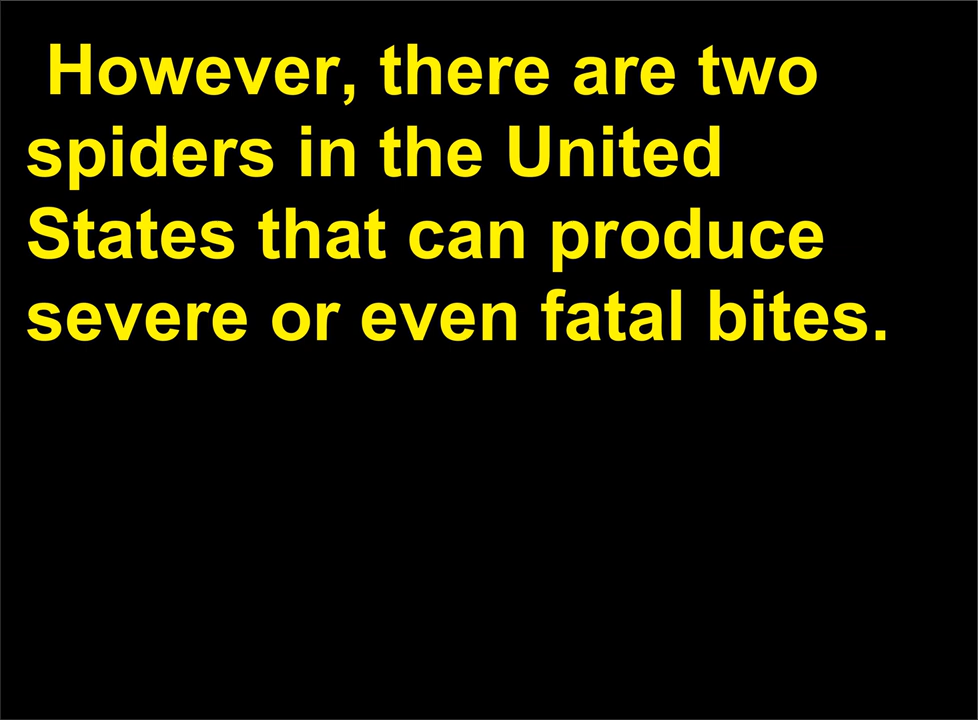 However, there are two
spiders in the United
States that can produce
severe or even fatal bites.